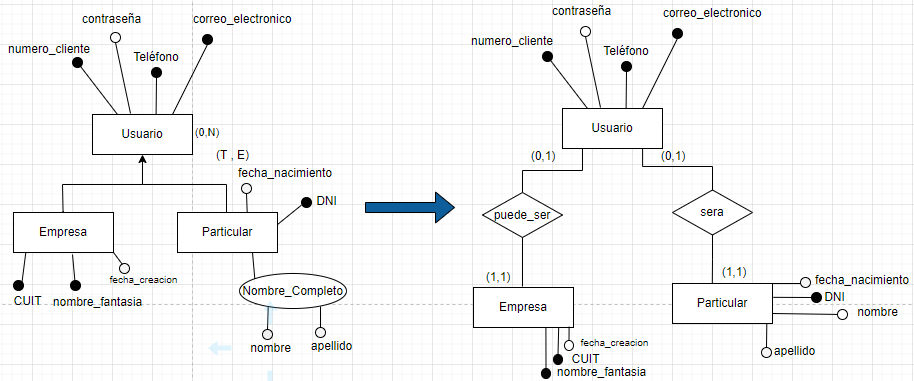 contraseña
correo_electronico
numero_cliente
Teléfono
Usuario
(0,N)
(T , E)
fecha_nacimiento
DNI
Empresa
Particular
fecha_creacion
CUIT
nombre_fantasia
Nombre_Completo
nombre
apellido
contraseña
correo_electronico
numero_cliente
Teléfono
Usuario
(0,1)
(0,1)
puede_ser
sera
(1,1)
(1,1)
fecha_nacimiento
DNI
nombre
Empresa
Particular
fecha_creacion
apellido
CUIT
nombre_fantasia